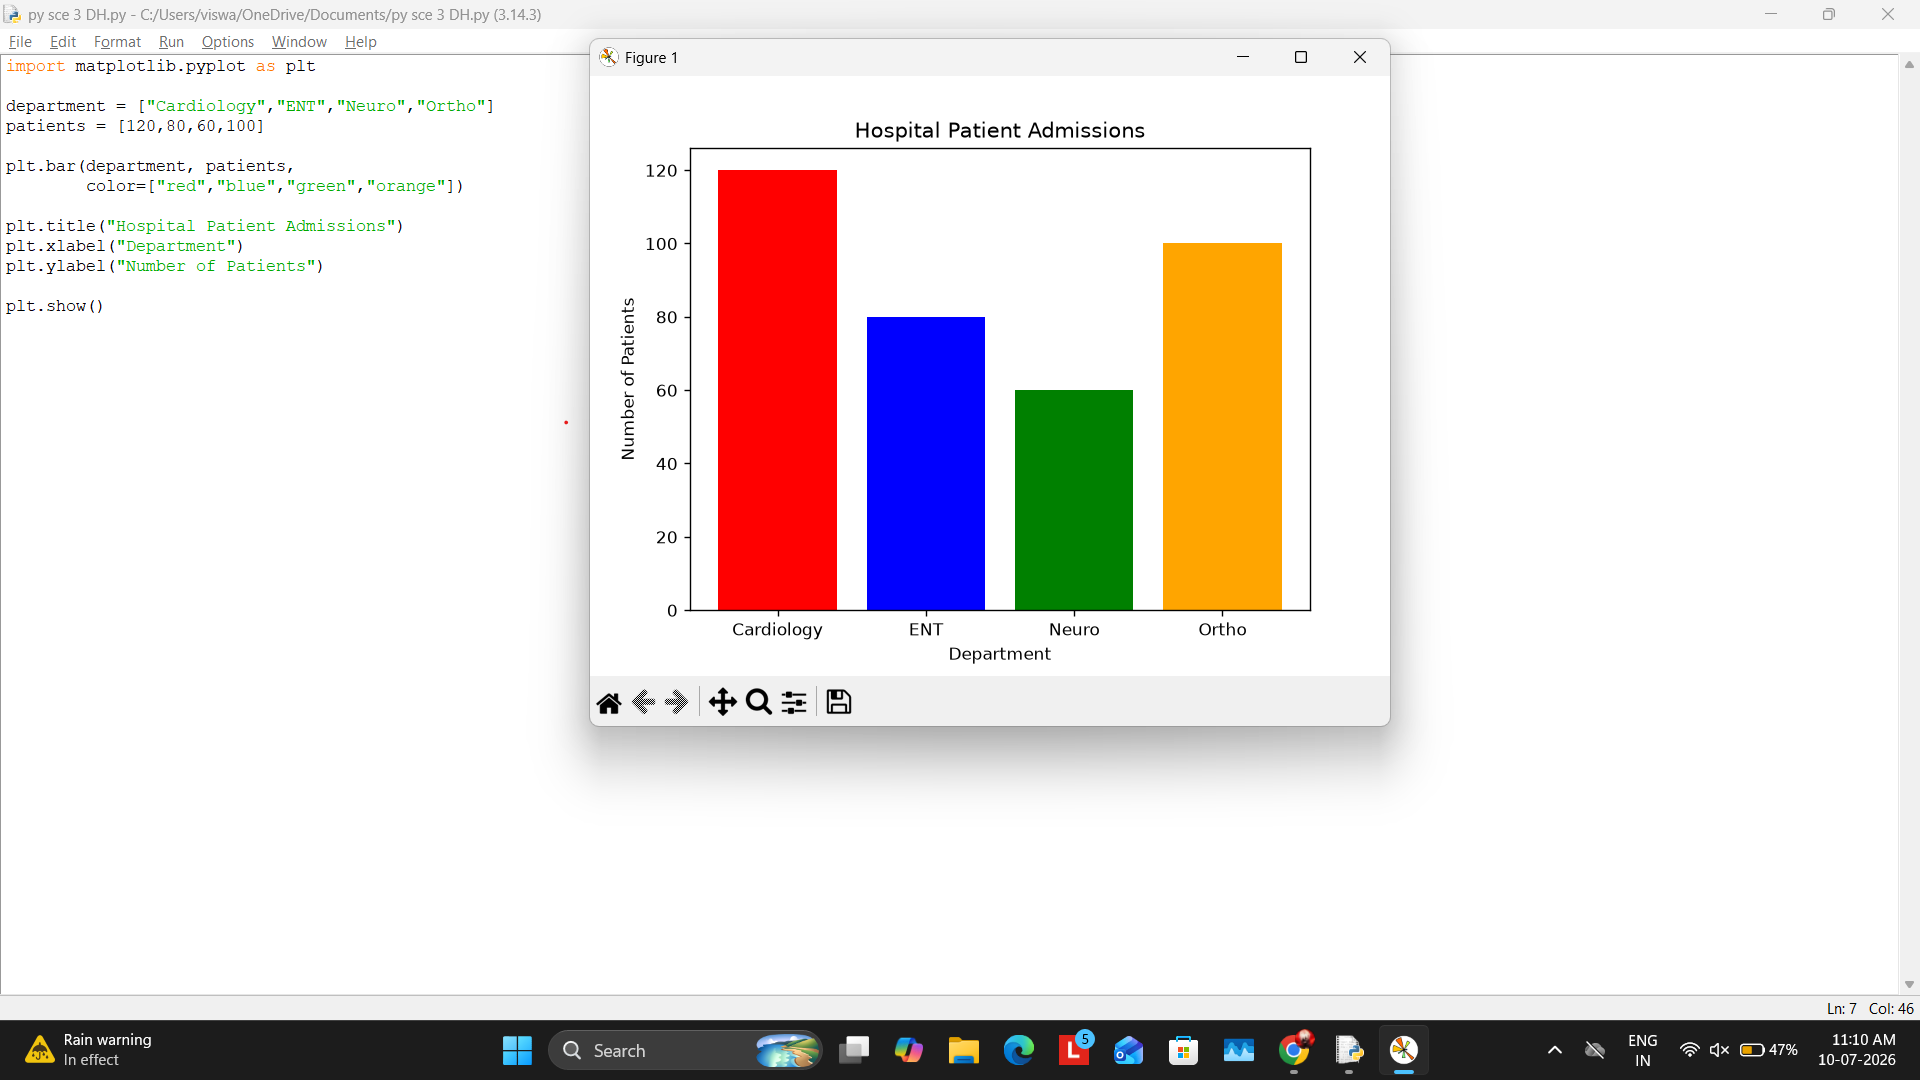 py sce 3 DH.py - C:/Users/viswa/OneDrive/Documents/py sce 3 DH.py (3.14.3)
File Edit Format Run Options Window Help
import matplotlib.pyplot as plt
department = ["Cardiology","ENT","Neuro","Ortho"]
patients = [120,80,60,100]
plt.bar(department, patients,
        color=["red","blue","green","orange"])
plt.title("Hospital Patient Admissions")
plt.xlabel("Department")
plt.ylabel("Number of Patients")
plt.show()
Figure 1
Hospital Patient Admissions
120
100
80
60
40
20
0
Number of Patients
Cardiology ENT Neuro Ortho
Department
Ln: 7 Col: 46
Rain warning
In effect
Search
L
5
ENG
IN
47%
11:10 AM
10-07-2026